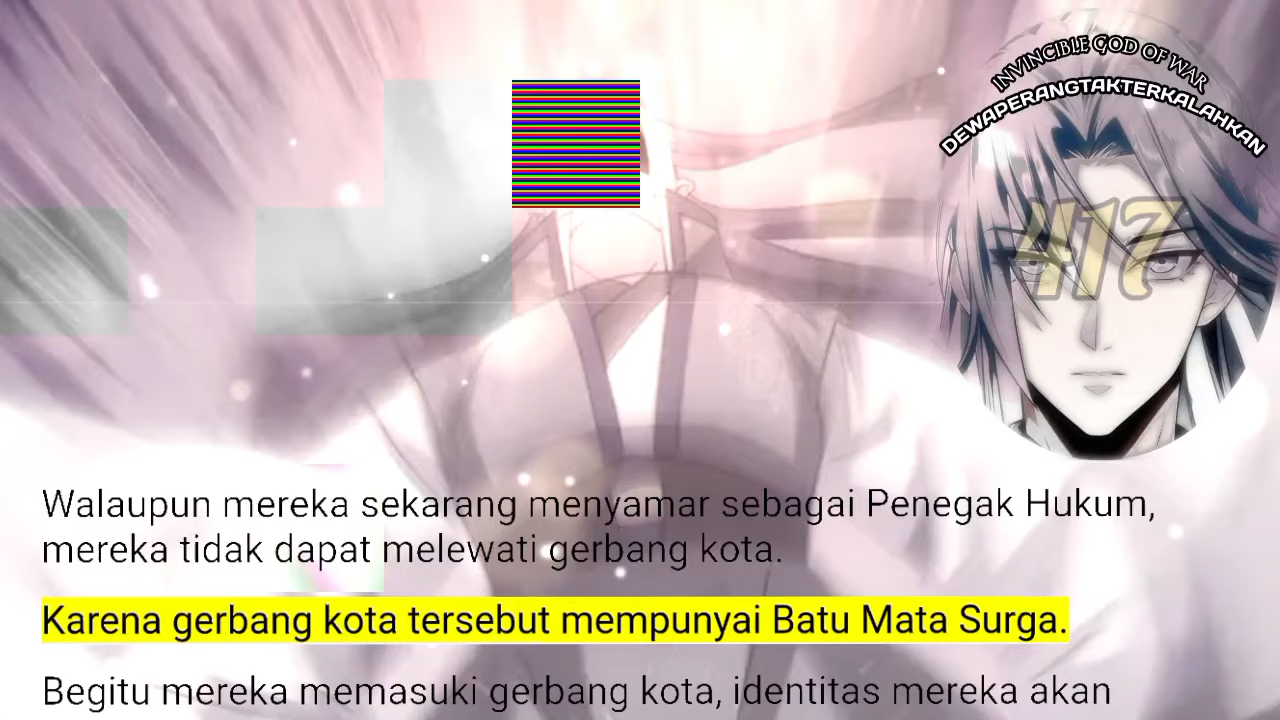 INVINCIBLE GOD OF WAR
DEWAPERANGTAKTERKALAHKAN
417
Walaupun mereka sekarang menyamar sebagai Penegak Hukum,
mereka tidak dapat melewati gerbang kota.
Karena gerbang kota tersebut mempunyai Batu Mata Surga.
Begitu mereka memasuki gerbang kota, identitas mereka akan